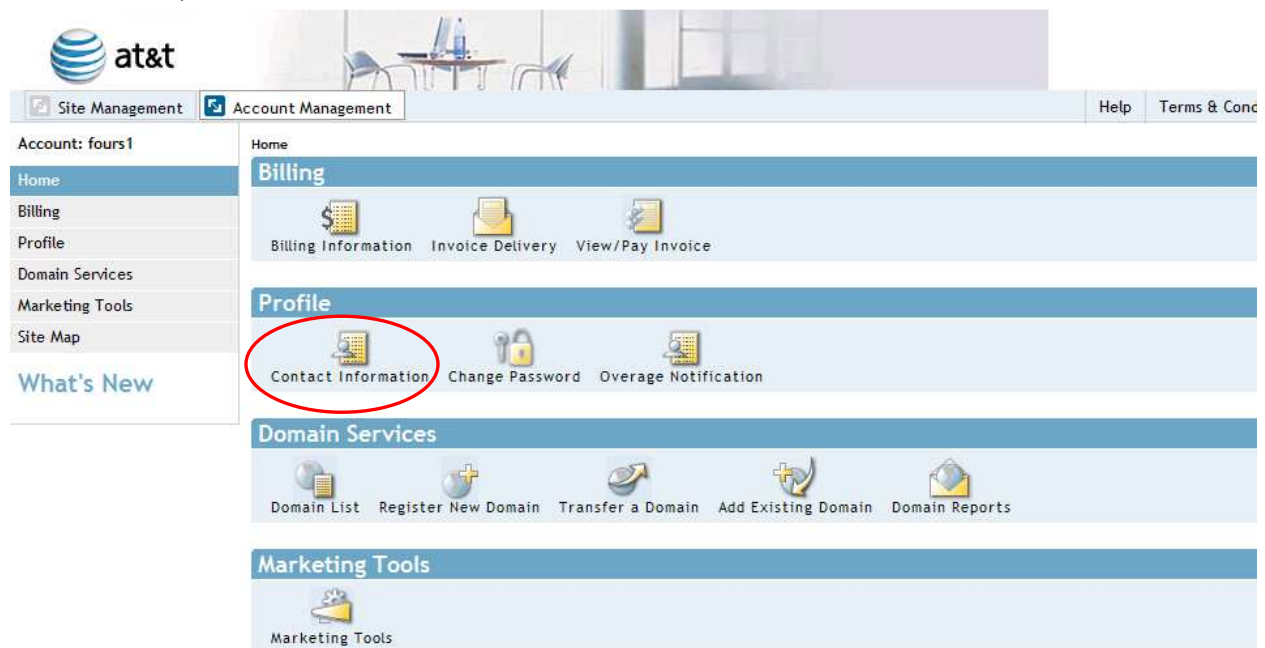 at&t
Site Management Account Management Help Terms & Cond
Account: fours1
Home
Billing
Profile
Domain Services
Marketing Tools
Site Map
What's New
Home
Billing
Billing Information Invoice Delivery View/Pay Invoice
Profile
Contact Information Change Password Overage Notification
Domain Services
Domain List Register New Domain Transfer a Domain Add Existing Domain Domain Reports
Marketing Tools
Marketing Tools